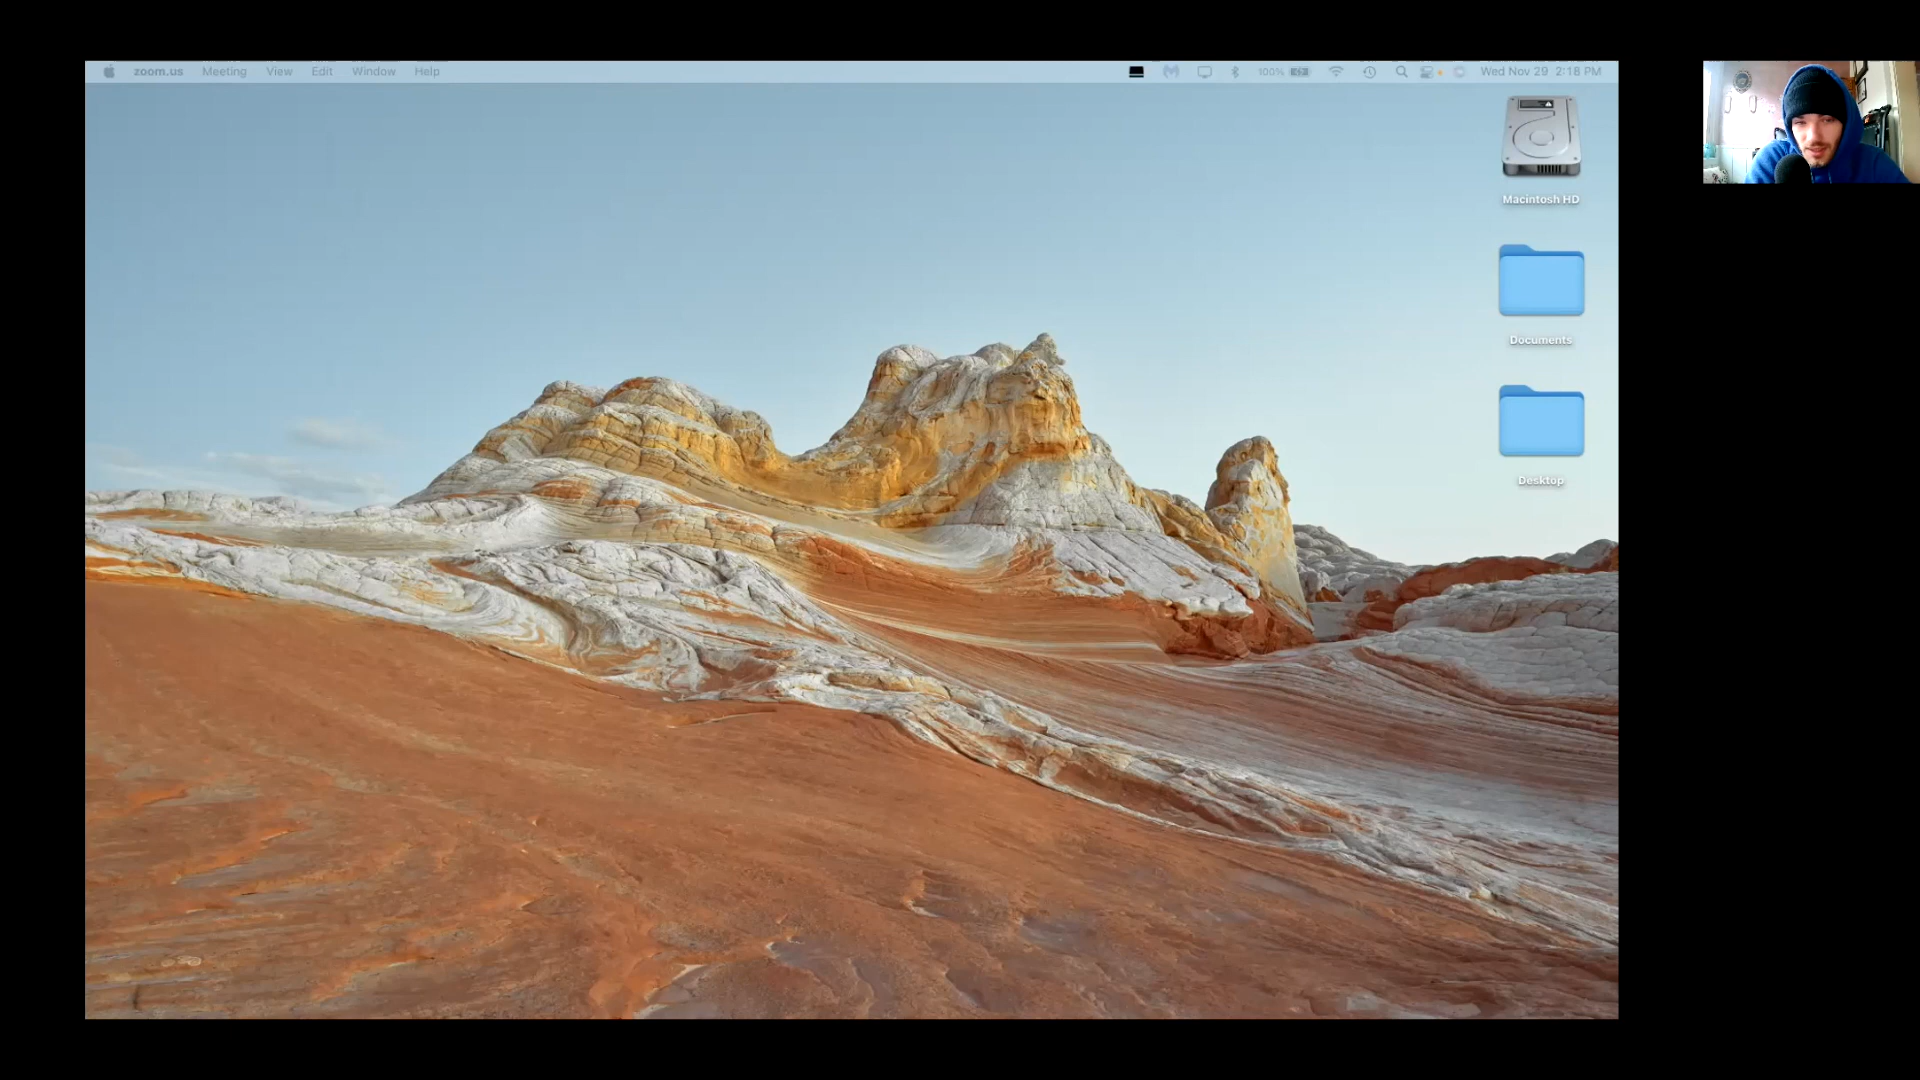 zoom.us Meeting View Edit Window Help 100% Wed Nov 29 2:18 PM
Macintosh HD
Documents
Desktop